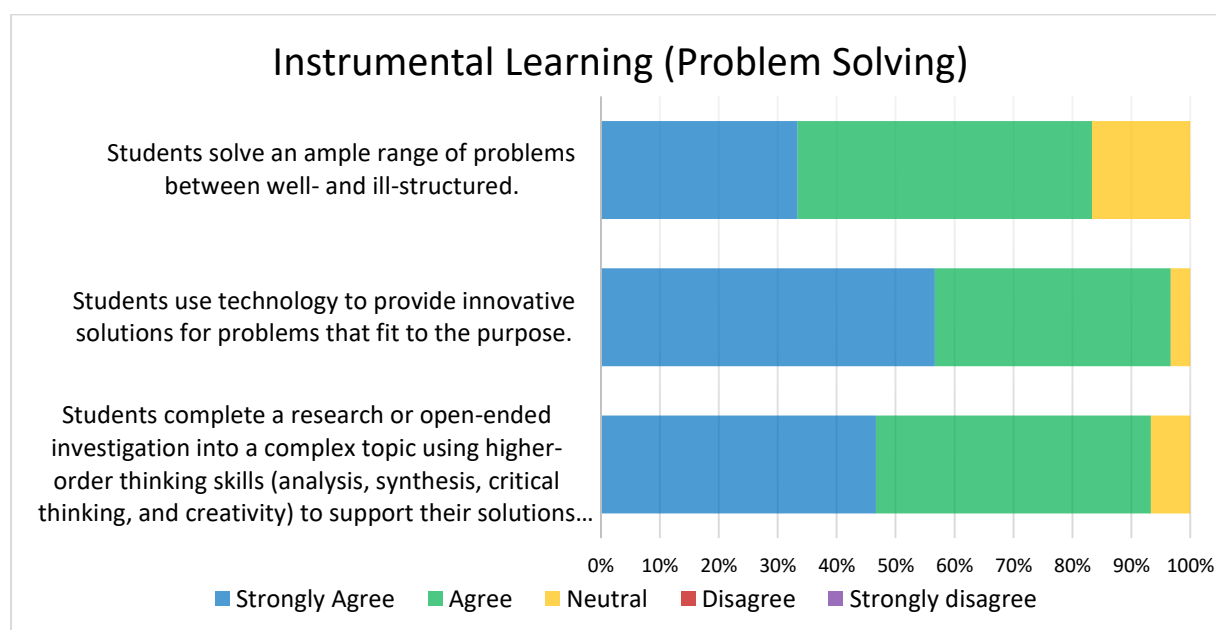 Instrumental Learning (Problem Solving)
Students solve an ample range of problems
between well- and ill-structured.
Students use technology to provide innovative
solutions for problems that fit to the purpose.
Students complete a research or open-ended
investigation into a complex topic using higher-
order thinking skills (analysis, synthesis, critical
thinking, and creativity) to support their solutions…
0% 10% 20% 30% 40% 50% 60% 70% 80% 90% 100%
Strongly Agree Agree Neutral Disagree Strongly disagree